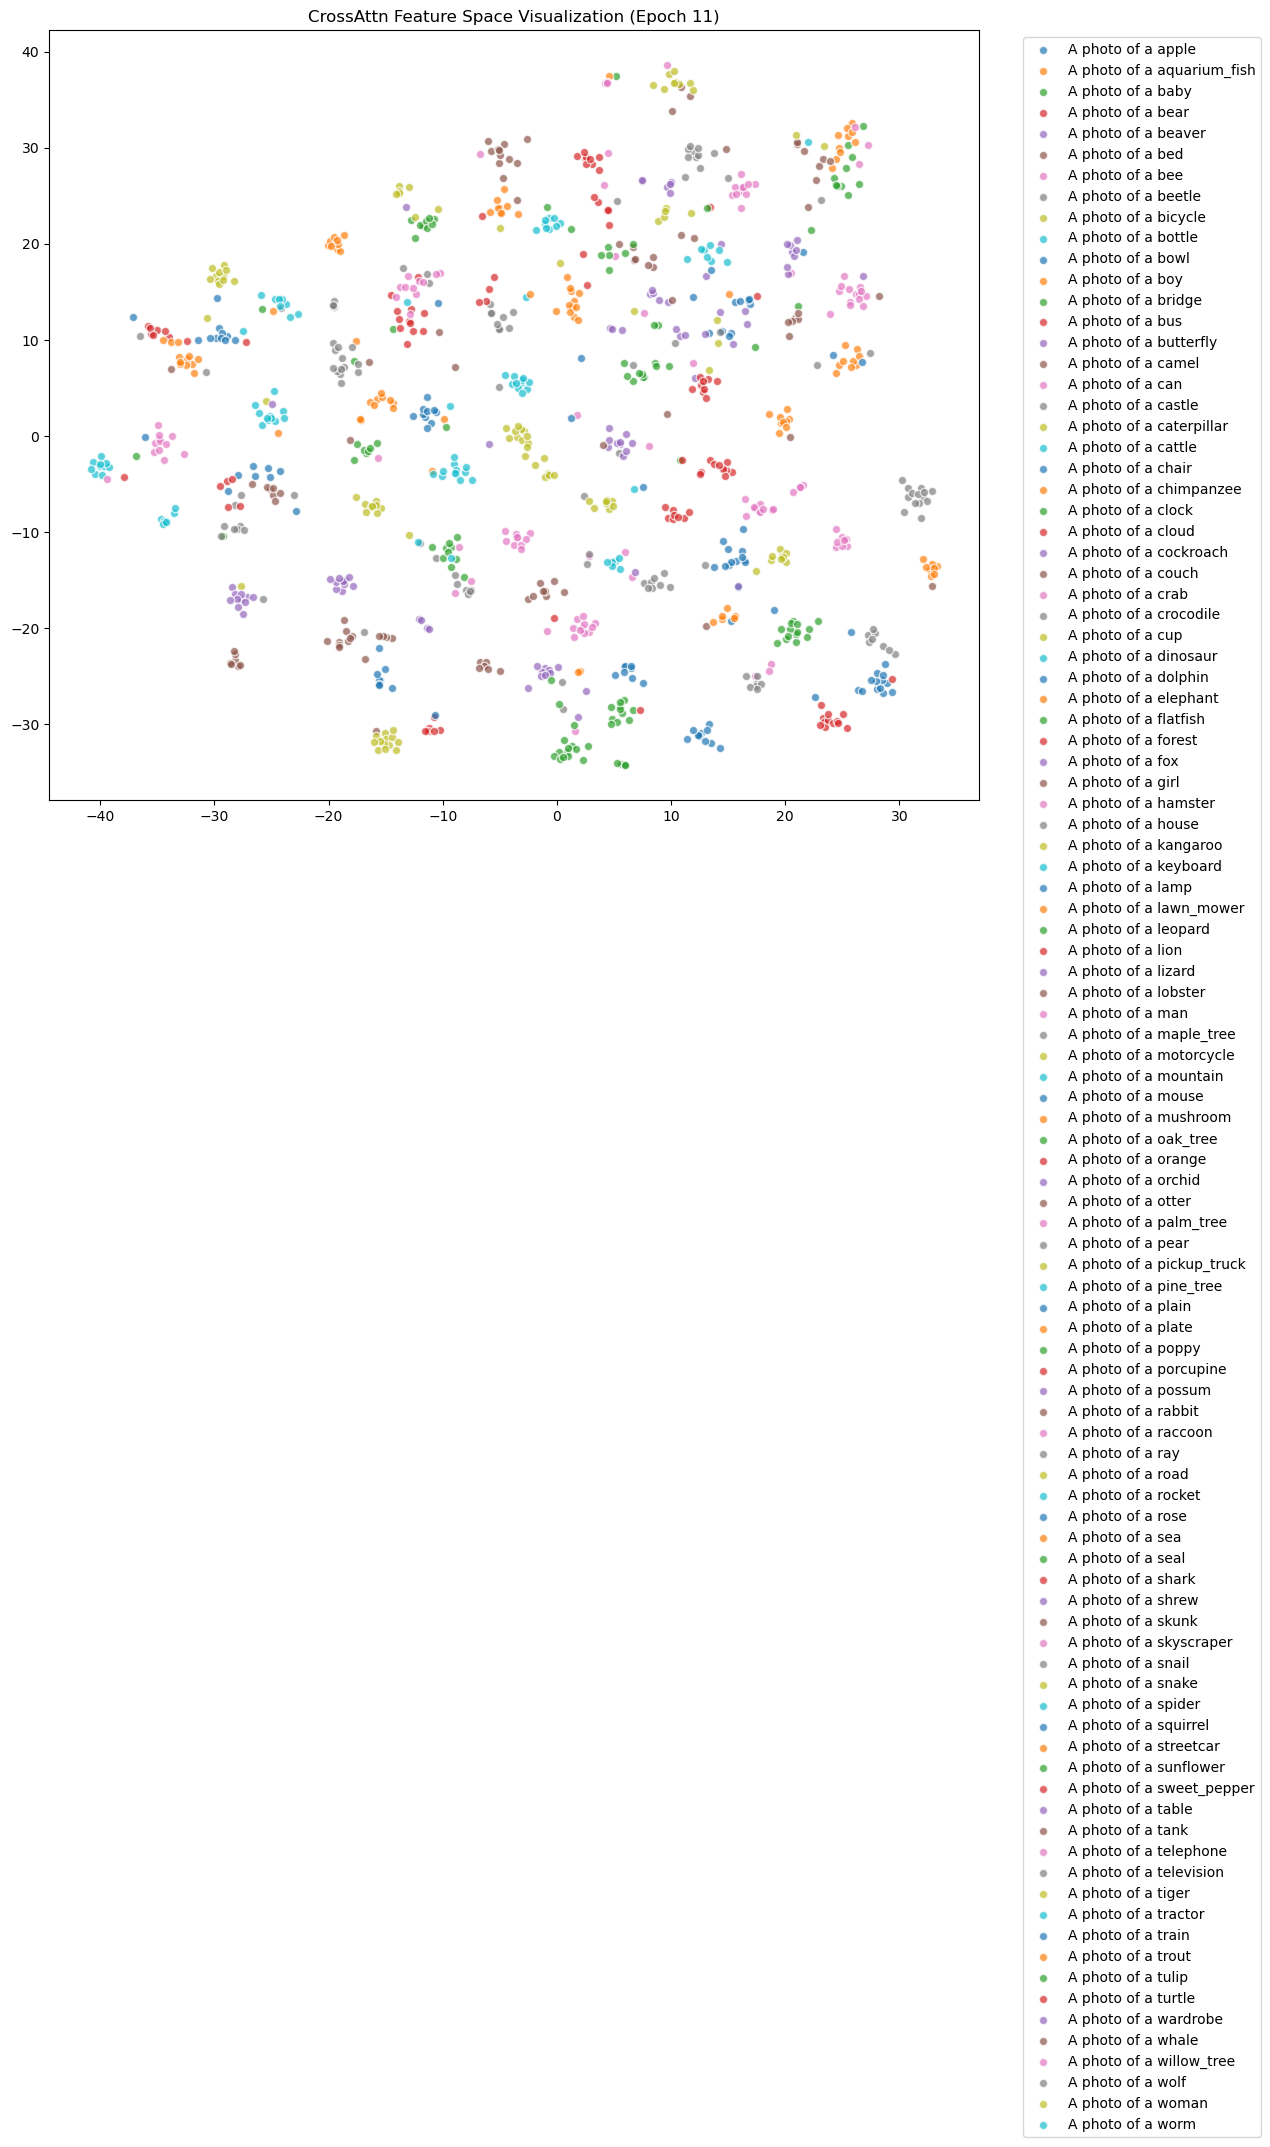 CrossAttn Feature Space Visualization (Epoch 11)
40
30
20
10
0
−10
−20
−30
−40
−30
−20
−10
0
10
20
30
A photo of a apple
A photo of a aquarium_fish
A photo of a baby
A photo of a bear
A photo of a beaver
A photo of a bed
A photo of a bee
A photo of a beetle
A photo of a bicycle
A photo of a bottle
A photo of a bowl
A photo of a boy
A photo of a bridge
A photo of a bus
A photo of a butterfly
A photo of a camel
A photo of a can
A photo of a castle
A photo of a caterpillar
A photo of a cattle
A photo of a chair
A photo of a chimpanzee
A photo of a clock
A photo of a cloud
A photo of a cockroach
A photo of a couch
A photo of a crab
A photo of a crocodile
A photo of a cup
A photo of a dinosaur
A photo of a dolphin
A photo of a elephant
A photo of a flatfish
A photo of a forest
A photo of a fox
A photo of a girl
A photo of a hamster
A photo of a house
A photo of a kangaroo
A photo of a keyboard
A photo of a lamp
A photo of a lawn_mower
A photo of a leopard
A photo of a lion
A photo of a lizard
A photo of a lobster
A photo of a man
A photo of a maple_tree
A photo of a motorcycle
A photo of a mountain
A photo of a mouse
A photo of a mushroom
A photo of a oak_tree
A photo of a orange
A photo of a orchid
A photo of a otter
A photo of a palm_tree
A photo of a pear
A photo of a pickup_truck
A photo of a pine_tree
A photo of a plain
A photo of a plate
A photo of a poppy
A photo of a porcupine
A photo of a possum
A photo of a rabbit
A photo of a raccoon
A photo of a ray
A photo of a road
A photo of a rocket
A photo of a rose
A photo of a sea
A photo of a seal
A photo of a shark
A photo of a shrew
A photo of a skunk
A photo of a skyscraper
A photo of a snail
A photo of a snake
A photo of a spider
A photo of a squirrel
A photo of a streetcar
A photo of a sunflower
A photo of a sweet_pepper
A photo of a table
A photo of a tank
A photo of a telephone
A photo of a television
A photo of a tiger
A photo of a tractor
A photo of a train
A photo of a trout
A photo of a tulip
A photo of a turtle
A photo of a wardrobe
A photo of a whale
A photo of a willow_tree
A photo of a wolf
A photo of a woman
A photo of a worm